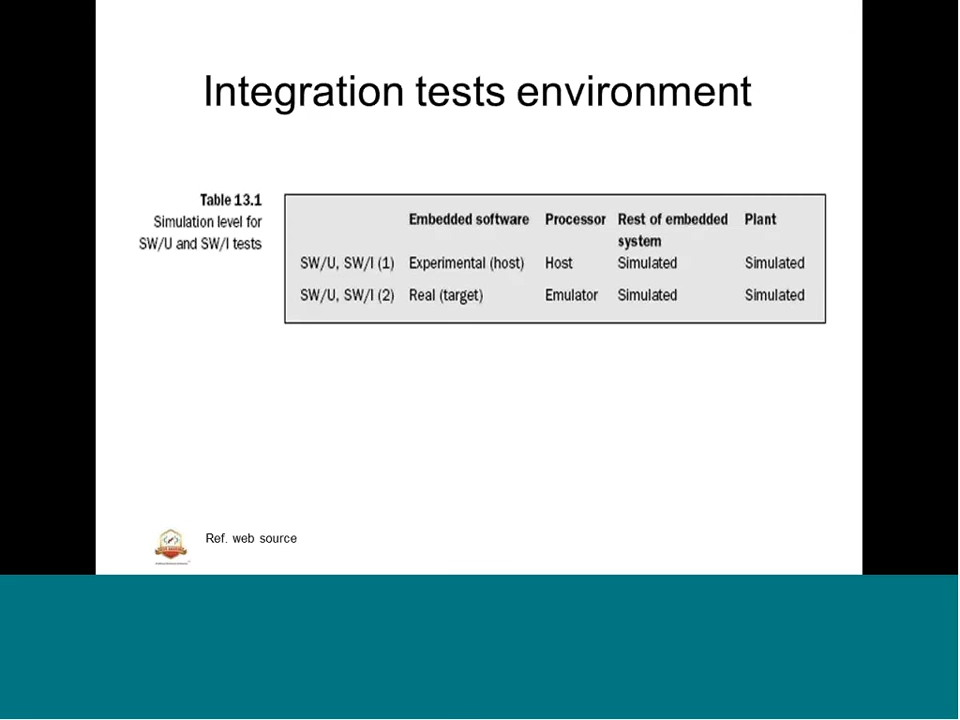 Integration tests environment
Table 13.1
Simulation level for
SW/U and SW/I tests
Embedded software Processor Rest of embedded system Plant
SW/U, SW/I (1) Experimental (host) Host Simulated Simulated
SW/U, SW/I (2) Real (target) Emulator Simulated Simulated
Ref. web source